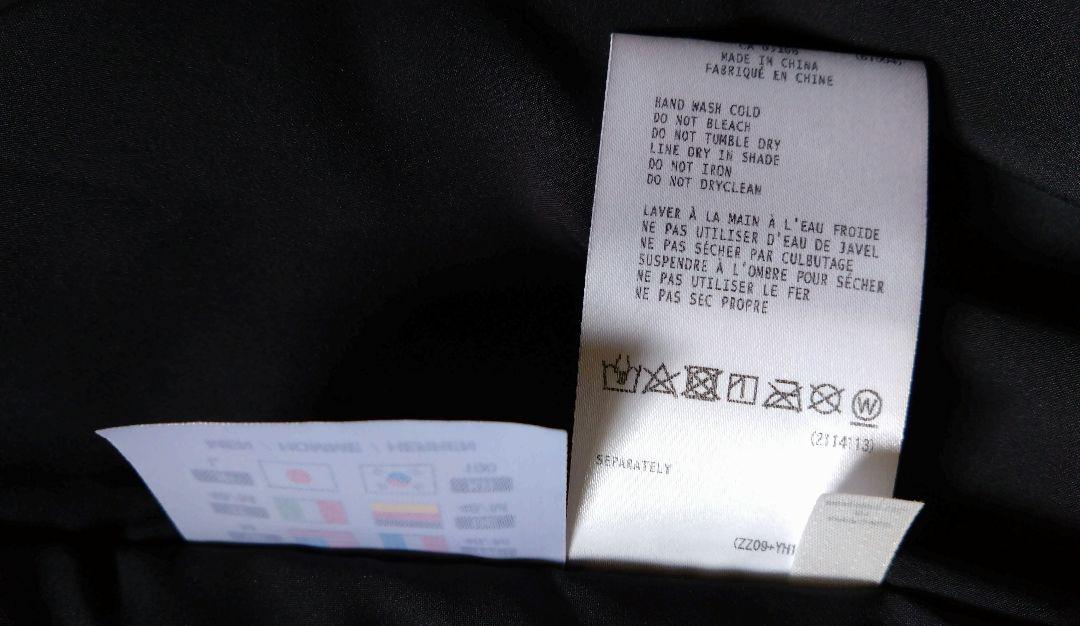 MADE IN CHINA
FABRIQUÉ EN CHINE
HAND WASH COLD
DO NOT BLEACH
DO NOT TUMBLE DRY
LINE DRY IN SHADE
DO NOT IRON
DO NOT DRYCLEAN
LAVER À LA MAIN À L'EAU FROIDE
NE PAS UTILISER D'EAU DE JAVEL
NE PAS SÉCHER PAR CULBUTAGE
SUSPENDRE À L'OMBRE POUR SÉCHER
NE PAS UTILISER LE FER
NE PAS SEC PROPRE
W
(2114113)
SEPARATELY
(ZZ09+YH1